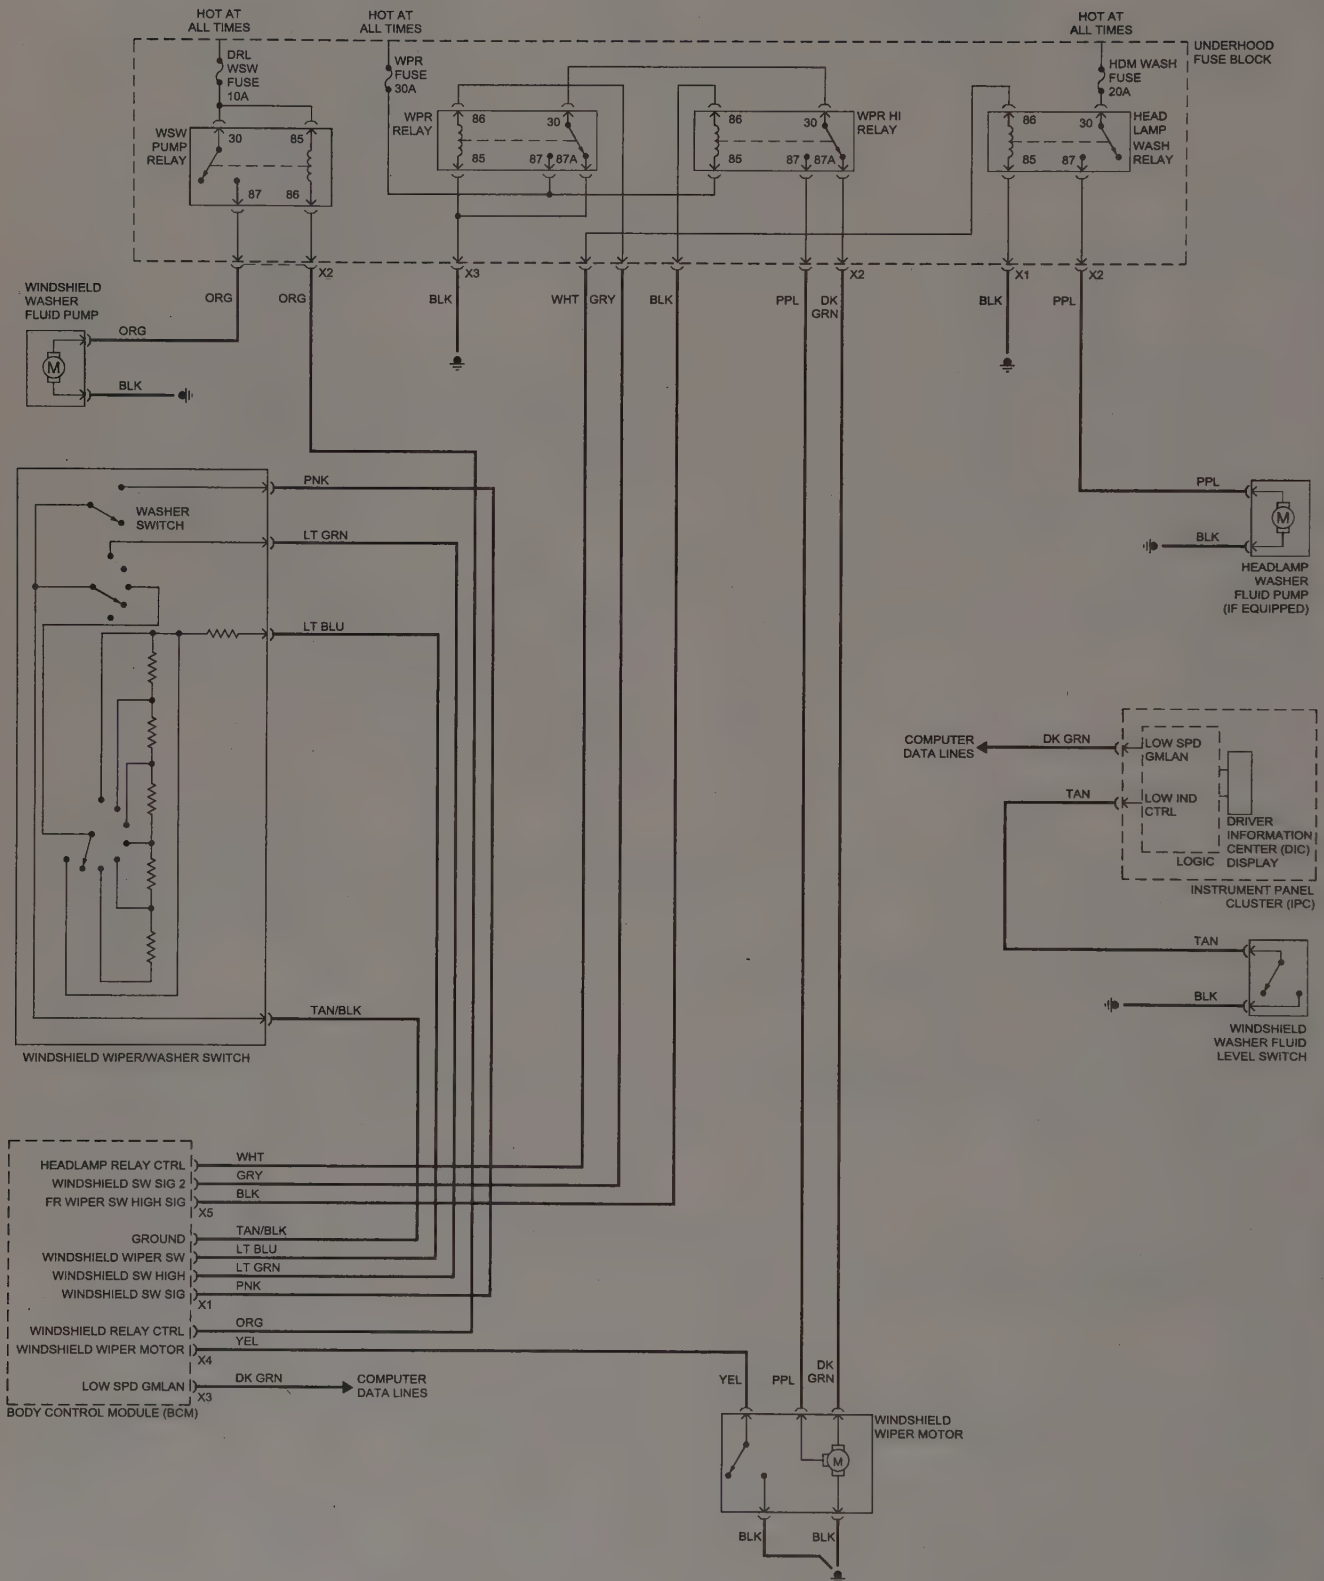 HOT AT
ALL TIMES
HOT AT
ALL TIMES
HOT AT
ALL TIMES
UNDERHOOD
FUSE BLOCK
DRL
WSW
FUSE
10A
WPR
FUSE
30A
HDM WASH
FUSE
20A
WSW
PUMP
RELAY
30
85
87
86
WPR
RELAY
86
30
85
87
87A
WPR HI
RELAY
86
30
85
87
87A
HEAD
LAMP
WASH
RELAY
86
30
85
87
X2
X3
X2
X1
X2
ORG
ORG
BLK
WHT
GRY
BLK
PPL
DK
GRN
BLK
PPL
WINDSHIELD
WASHER
FLUID PUMP
ORG
M
BLK
PNK
WASHER
SWITCH
LT GRN
LT BLU
TAN/BLK
WINDSHIELD WIPER/WASHER SWITCH
PPL
M
BLK
HEADLAMP
WASHER
FLUID PUMP
(IF EQUIPPED)
COMPUTER
DATA LINES
DK GRN
LOW SPD
GMLAN
TAN
LOW IND
CTRL
DRIVER
INFORMATION
CENTER (DIC)
DISPLAY
LOGIC
INSTRUMENT PANEL
CLUSTER (IPC)
TAN
BLK
WINDSHIELD
WASHER FLUID
LEVEL SWITCH
HEADLAMP RELAY CTRL
WHT
WINDSHIELD SW SIG 2
GRY
FR WIPER SW HIGH SIG
BLK
X5
GROUND
TAN/BLK
WINDSHIELD WIPER SW
LT BLU
WINDSHIELD SW HIGH
LT GRN
WINDSHIELD SW SIG
PNK
X1
WINDSHIELD RELAY CTRL
ORG
WINDSHIELD WIPER MOTOR
YEL
X4
LOW SPD GMLAN
DK GRN
X3
COMPUTER
DATA LINES
BODY CONTROL MODULE (BCM)
YEL
PPL
DK
GRN
WINDSHIELD
WIPER MOTOR
M
BLK
BLK